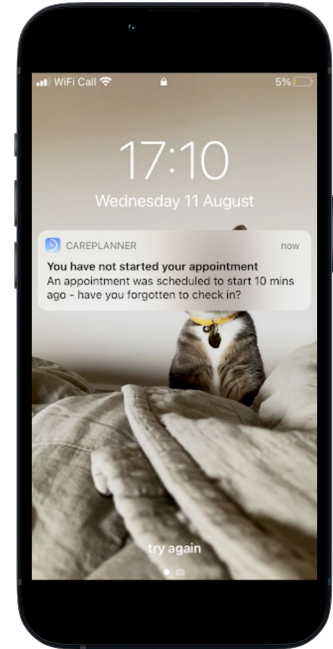 WiFi Call
5%
17:10
Wednesday 11 August
CAREPLANNER
now
You have not started your appointment
An appointment was scheduled to start 10 mins
ago - have you forgotten to check in?
try again